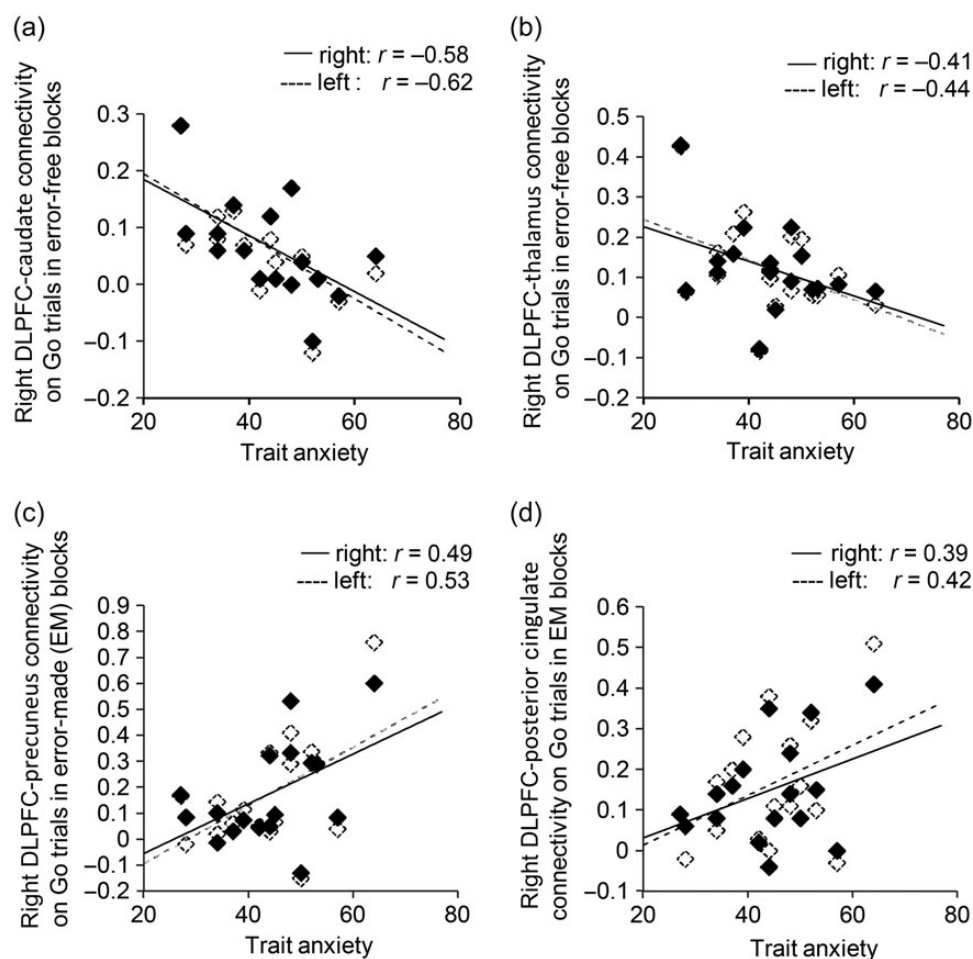 (a)
right: r = –0.58
left : r = –0.62
Right DLPFC-caudate connectivity
on Go trials in error-free blocks
0.3
0.2
0.1
0.0
–0.1
–0.2
20 40 60 80
Trait anxiety
(b)
right: r = –0.41
left: r = –0.44
Right DLPFC-thalamus connectivity
on Go trials in error-free blocks
0.5
0.4
0.3
0.2
0.1
0
–0.1
–0.2
20 40 60 80
Trait anxiety
(c)
right: r = 0.49
left: r = 0.53
Right DLPFC-precuneus connectivity
on Go trials in error-made (EM) blocks
0.9
0.8
0.7
0.6
0.5
0.4
0.3
0.2
0.1
0
–0.1
–0.2
20 40 60 80
Trait anxiety
(d)
right: r = 0.39
left: r = 0.42
Right DLPFC-posterior cingulate
connectivity on Go trials in EM blocks
0.6
0.5
0.4
0.3
0.2
0.1
0
–0.1
20 40 60 80
Trait anxiety